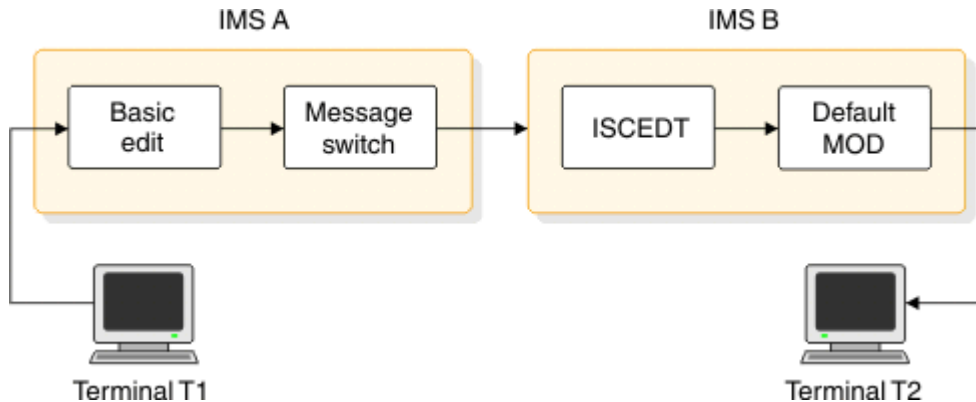 IMS A
IMS B
Basic
edit
Message
switch
ISCEDT
Default
MOD
Terminal T1
Terminal T2